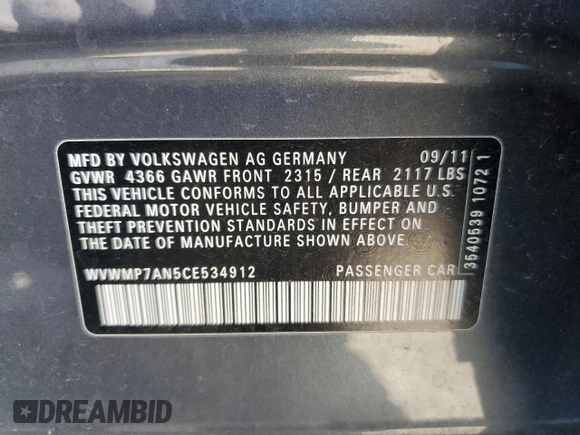 MFD BY VOLKSWAGEN AG GERMANY 09/11
GVWR 4366 GAWR FRONT 2315 / REAR 2117 LBS
THIS VEHICLE CONFORMS TO ALL APPLICABLE U.S.
FEDERAL MOTOR VEHICLE SAFETY, BUMPER AND
THEFT PREVENTION STANDARDS IN EFFECT ON
THE DATE OF MANUFACTURE SHOWN ABOVE.
WVWMP7AN5CE534912 PASSENGER CAR
3540539 1072 1
DREAMBID